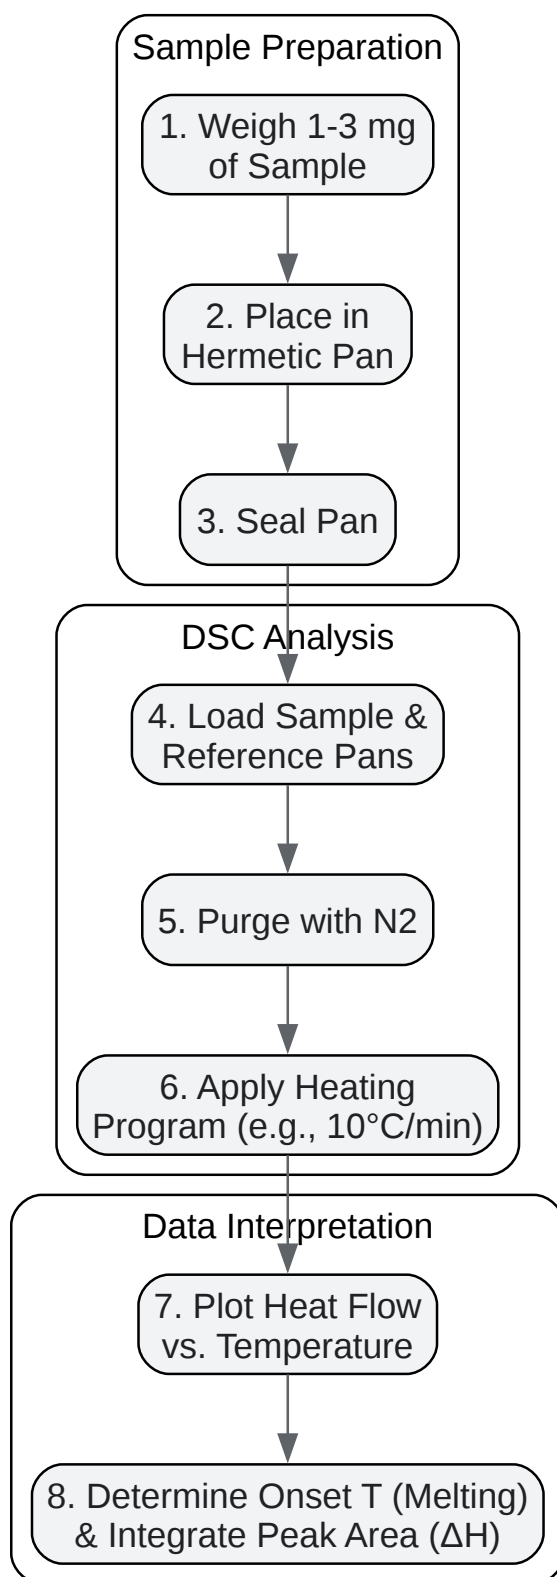 Sample Preparation
1. Weigh 1-3 mg
of Sample
2. Place in
Hermetic Pan
3. Seal Pan
DSC Analysis
4. Load Sample &
Reference Pans
5. Purge with N2
6. Apply Heating
Program (e.g., 10°C/min)
Data Interpretation
7. Plot Heat Flow
vs. Temperature
8. Determine Onset T (Melting)
& Integrate Peak Area (ΔH)